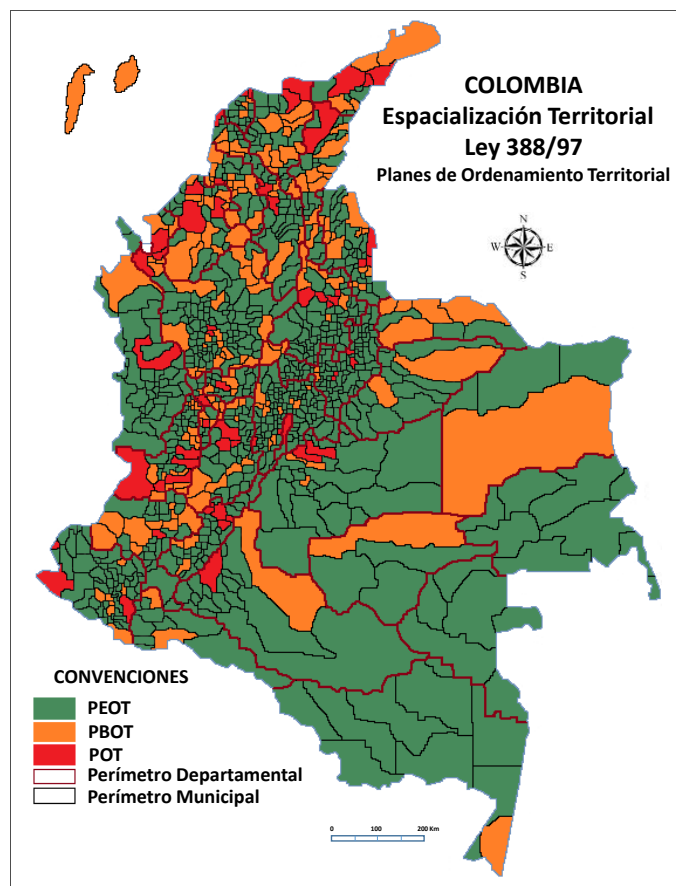 COLOMBIA
Espacialización Territorial
Ley 388/97
Planes de Ordenamiento Territorial
N
W E
S
CONVENCIONES
PEOT
PBOT
POT
Perímetro Departamental
Perímetro Municipal
0 100 200 Km